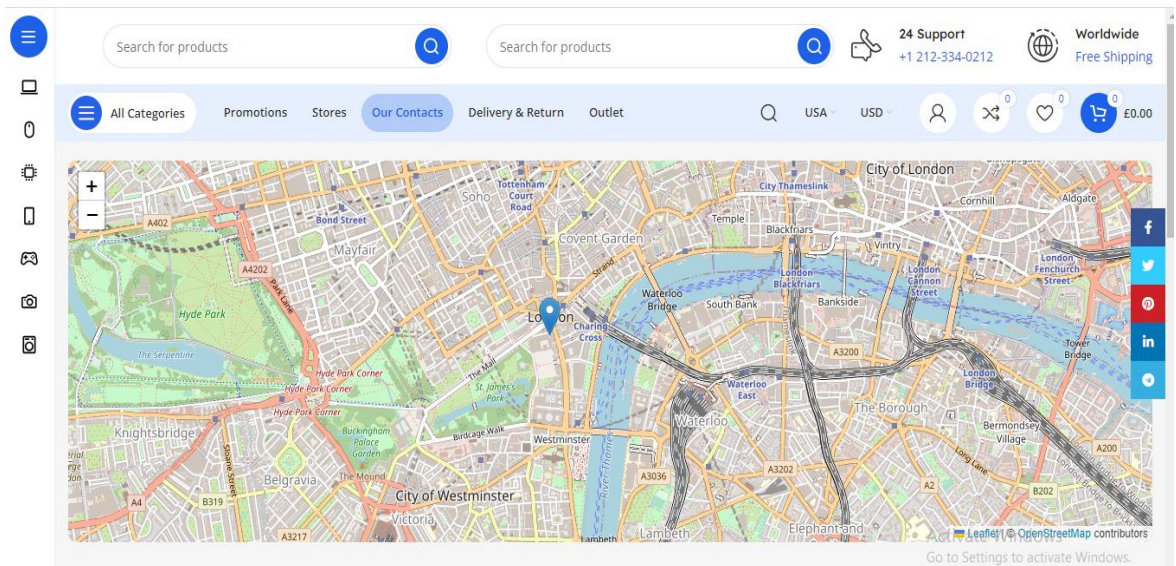 Search for products
Search for products
24 Support
+1 212-334-0212
Worldwide
Free Shipping
All Categories
Promotions
Stores
Our Contacts
Delivery & Return
Outlet
USA
USD
0
0
0
£0.00
+
−
City of London
Tottenham
Court
Road
Soho
City Thameslink
Cornhill
Aldgate
A402
Bond Street
Temple
Blackfriars
Mayfair
Covent Garden
Vintry
A4202
Park Lane
Strand
London
Blackfriars
London
Cannon
Street
London
Fenchurch
Street
Waterloo
Bridge
South Bank
Bankside
Hyde Park
London
Charing
Cross
The Serpentine
The Mall
A3200
Tower
Bridge
Hyde Park Corner
Hyde Park Corner
Hyde Park Corner
St. James's
Park
Waterloo
East
London
Bridge
The Borough
Knightsbridge
Buckingham
Palace
Garden
Birdcage Walk
Westminster
Waterloo
Bermondsey
Village
A200
Sloane Street
Belgravia
The Mound
River Thames
A3036
A3202
Long Lane
A2
B202
A4
B319
City of Westminster
Victoria
A3217
Lambeth
Lambeth
Elephant and
Leaflet | © OpenStreetMap contributors
Activate Windows
Go to Settings to activate Windows.